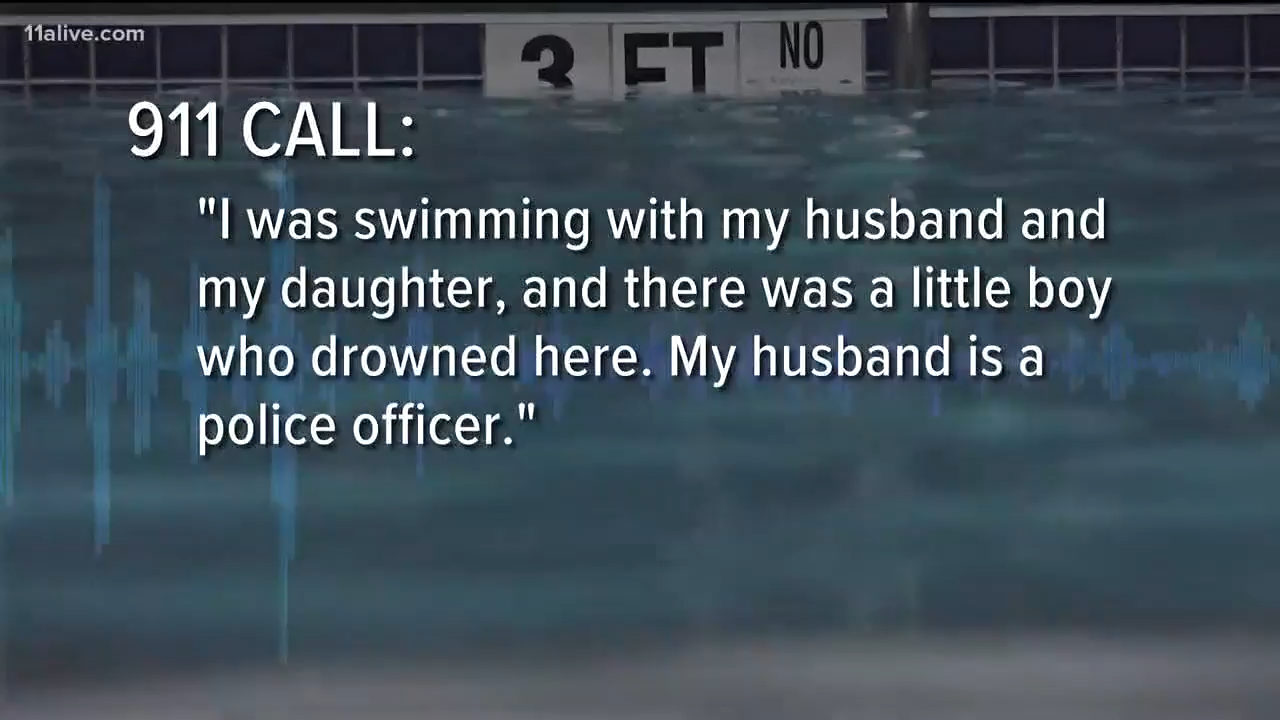 11alive.com
3 FT NO
911 CALL:
"I was swimming with my husband and
my daughter, and there was a little boy
who drowned here. My husband is a
police officer."